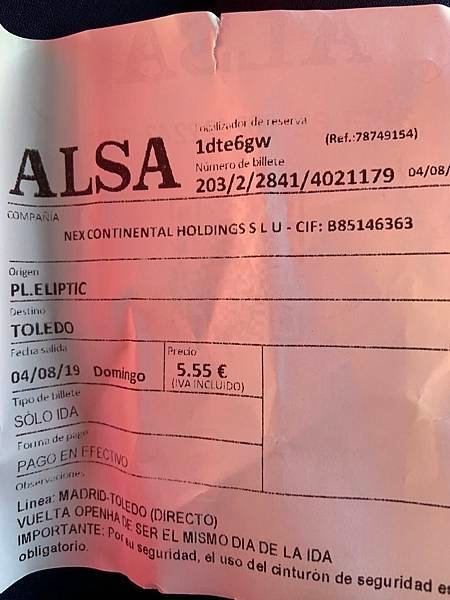 ALSA
Localizador de reserva
1dte6gw (Ref.:78749154)
Número de billete
203/2/2841/4021179 04/08/
COMPAÑIA
NEX CONTINENTAL HOLDINGS S L U - CIF: B85146363
Origen
PL.ELIPTIC
Destino
TOLEDO
Fecha salida
04/08/19 Domingo
Precio
5.55 €
(IVA INCLUIDO)
Tipo de billete
SÓLO IDA
Forma de pago
PAGO EN EFECTIVO
Observaciones
Línea: MADRID-TOLEDO (DIRECTO)
VUELTA OPENHA DE SER EL MISMO DIA DE LA IDA
IMPORTANTE: Por su seguridad, el uso del cinturón de seguridad es
obligatorio.